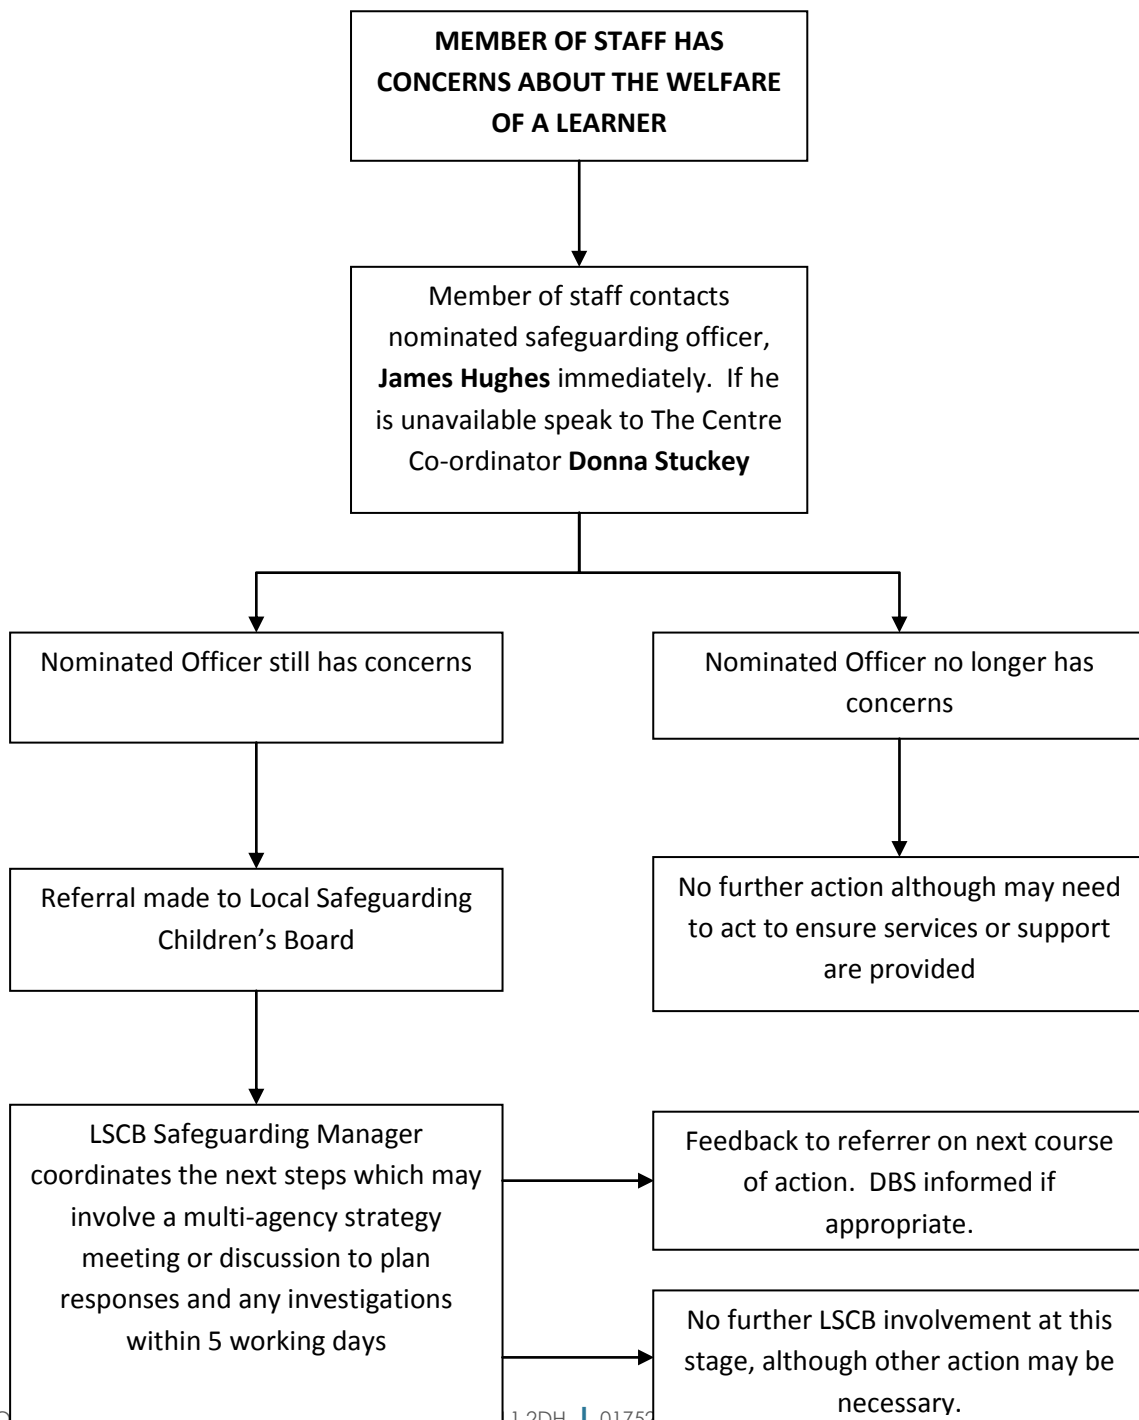 MEMBER OF STAFF HAS
CONCERNS ABOUT THE WELFARE
OF A LEARNER
Member of staff contacts
nominated safeguarding officer,
James Hughes immediately.  If he
is unavailable speak to The Centre
Co-ordinator Donna Stuckey
Nominated Officer still has concerns
Nominated Officer no longer has
concerns
Referral made to Local Safeguarding
Children’s Board
No further action although may need
to act to ensure services or support
are provided
LSCB Safeguarding Manager
coordinates the next steps which may
involve a multi-agency strategy
meeting or discussion to plan
responses and any investigations
within 5 working days
Feedback to referrer on next course
of action.  DBS informed if
appropriate.
No further LSCB involvement at this
stage, although other action may be
necessary.
1 2DH | 01752